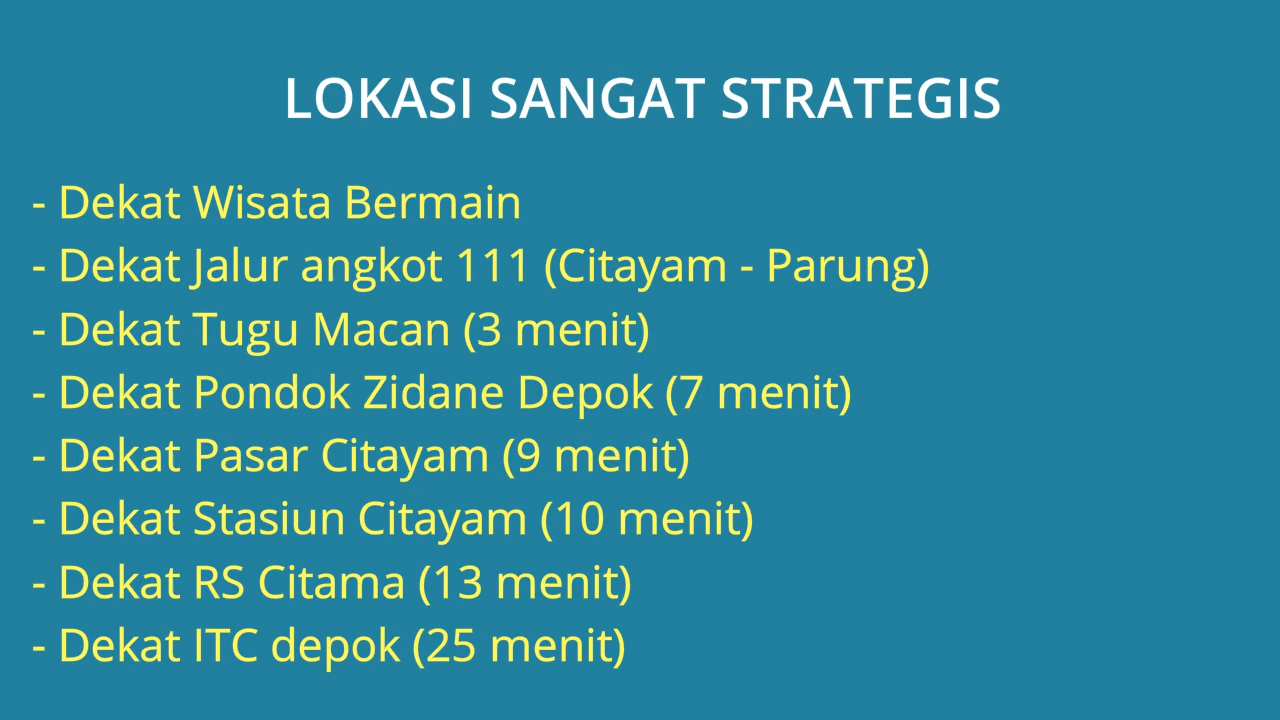 LOKASI SANGAT STRATEGIS
- Dekat Wisata Bermain
- Dekat Jalur angkot 111 (Citayam - Parung)
- Dekat Tugu Macan (3 menit)
- Dekat Pondok Zidane Depok (7 menit)
- Dekat Pasar Citayam (9 menit)
- Dekat Stasiun Citayam (10 menit)
- Dekat RS Citama (13 menit)
- Dekat ITC depok (25 menit)